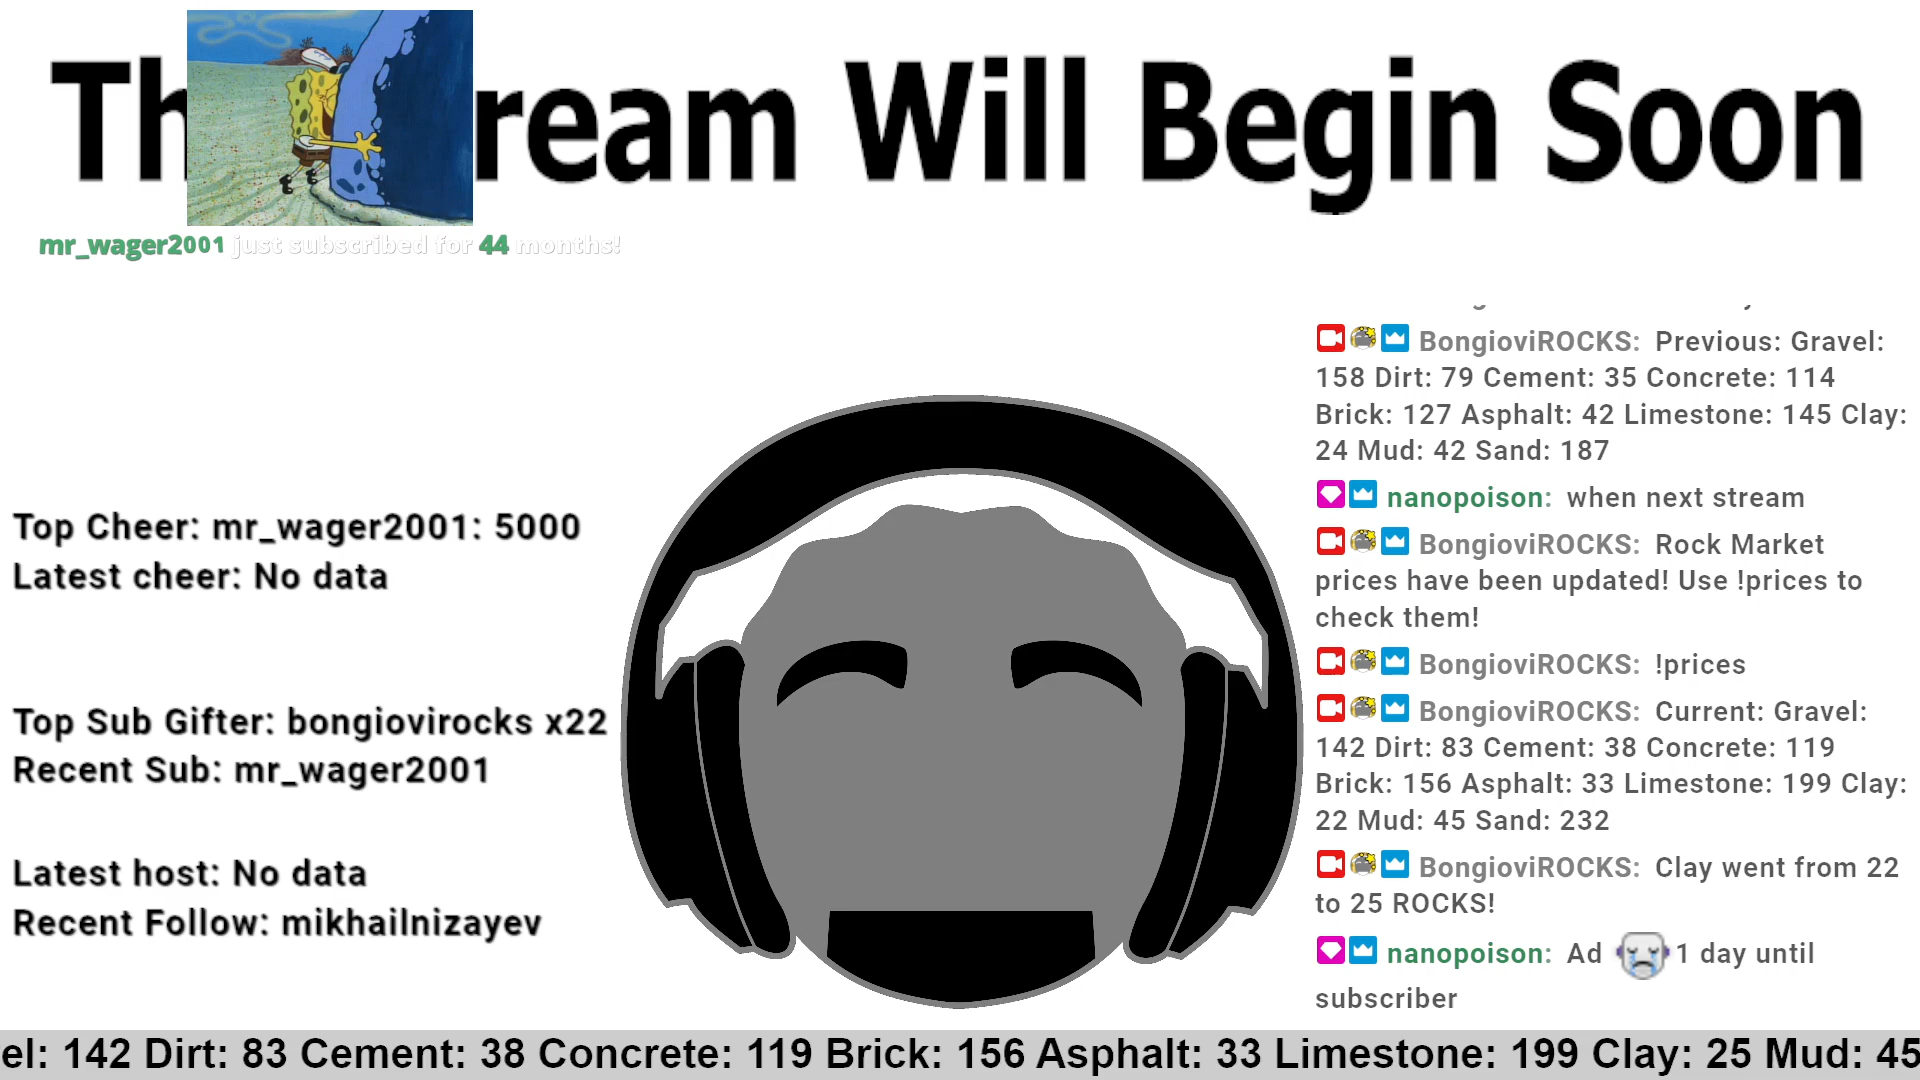 Th ream Will Begin Soon
mr_wager2001 just subscribed for 44 months!
Top Cheer: mr_wager2001: 5000
Latest cheer: No data
Top Sub Gifter: bongiovirocks x22
Recent Sub: mr_wager2001
Latest host: No data
Recent Follow: mikhailnizayev
BongioviROCKS: Previous: Gravel:
158 Dirt: 79 Cement: 35 Concrete: 114
Brick: 127 Asphalt: 42 Limestone: 145 Clay:
24 Mud: 42 Sand: 187
nanopoison: when next stream
BongioviROCKS: Rock Market
prices have been updated! Use !prices to
check them!
BongioviROCKS: !prices
BongioviROCKS: Current: Gravel:
142 Dirt: 83 Cement: 38 Concrete: 119
Brick: 156 Asphalt: 33 Limestone: 199 Clay:
22 Mud: 45 Sand: 232
BongioviROCKS: Clay went from 22
to 25 ROCKS!
nanopoison: Ad 1 day until
subscriber
el: 142 Dirt: 83 Cement: 38 Concrete: 119 Brick: 156 Asphalt: 33 Limestone: 199 Clay: 25 Mud: 45